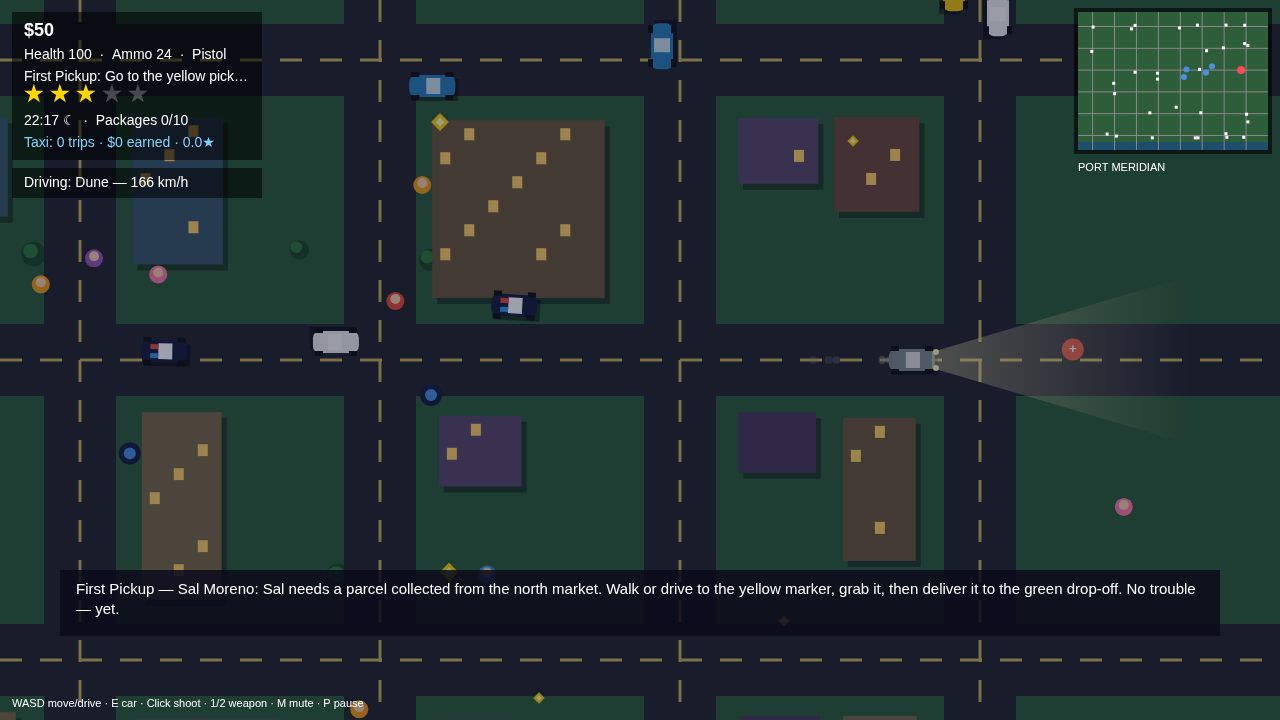 $50
Health 100 · Ammo 24 · Pistol
First Pickup: Go to the yellow pick…
★★★★★
22:17 ☾ · Packages 0/10
Taxi: 0 trips · $0 earned · 0.0★
Driving: Dune — 166 km/h
PORT MERIDIAN
First Pickup — Sal Moreno: Sal needs a parcel collected from the north market. Walk or drive to the yellow marker, grab it, then deliver it to the green drop-off. No trouble
— yet.
WASD move/drive · E car · Click shoot · 1/2 weapon · M mute · P pause